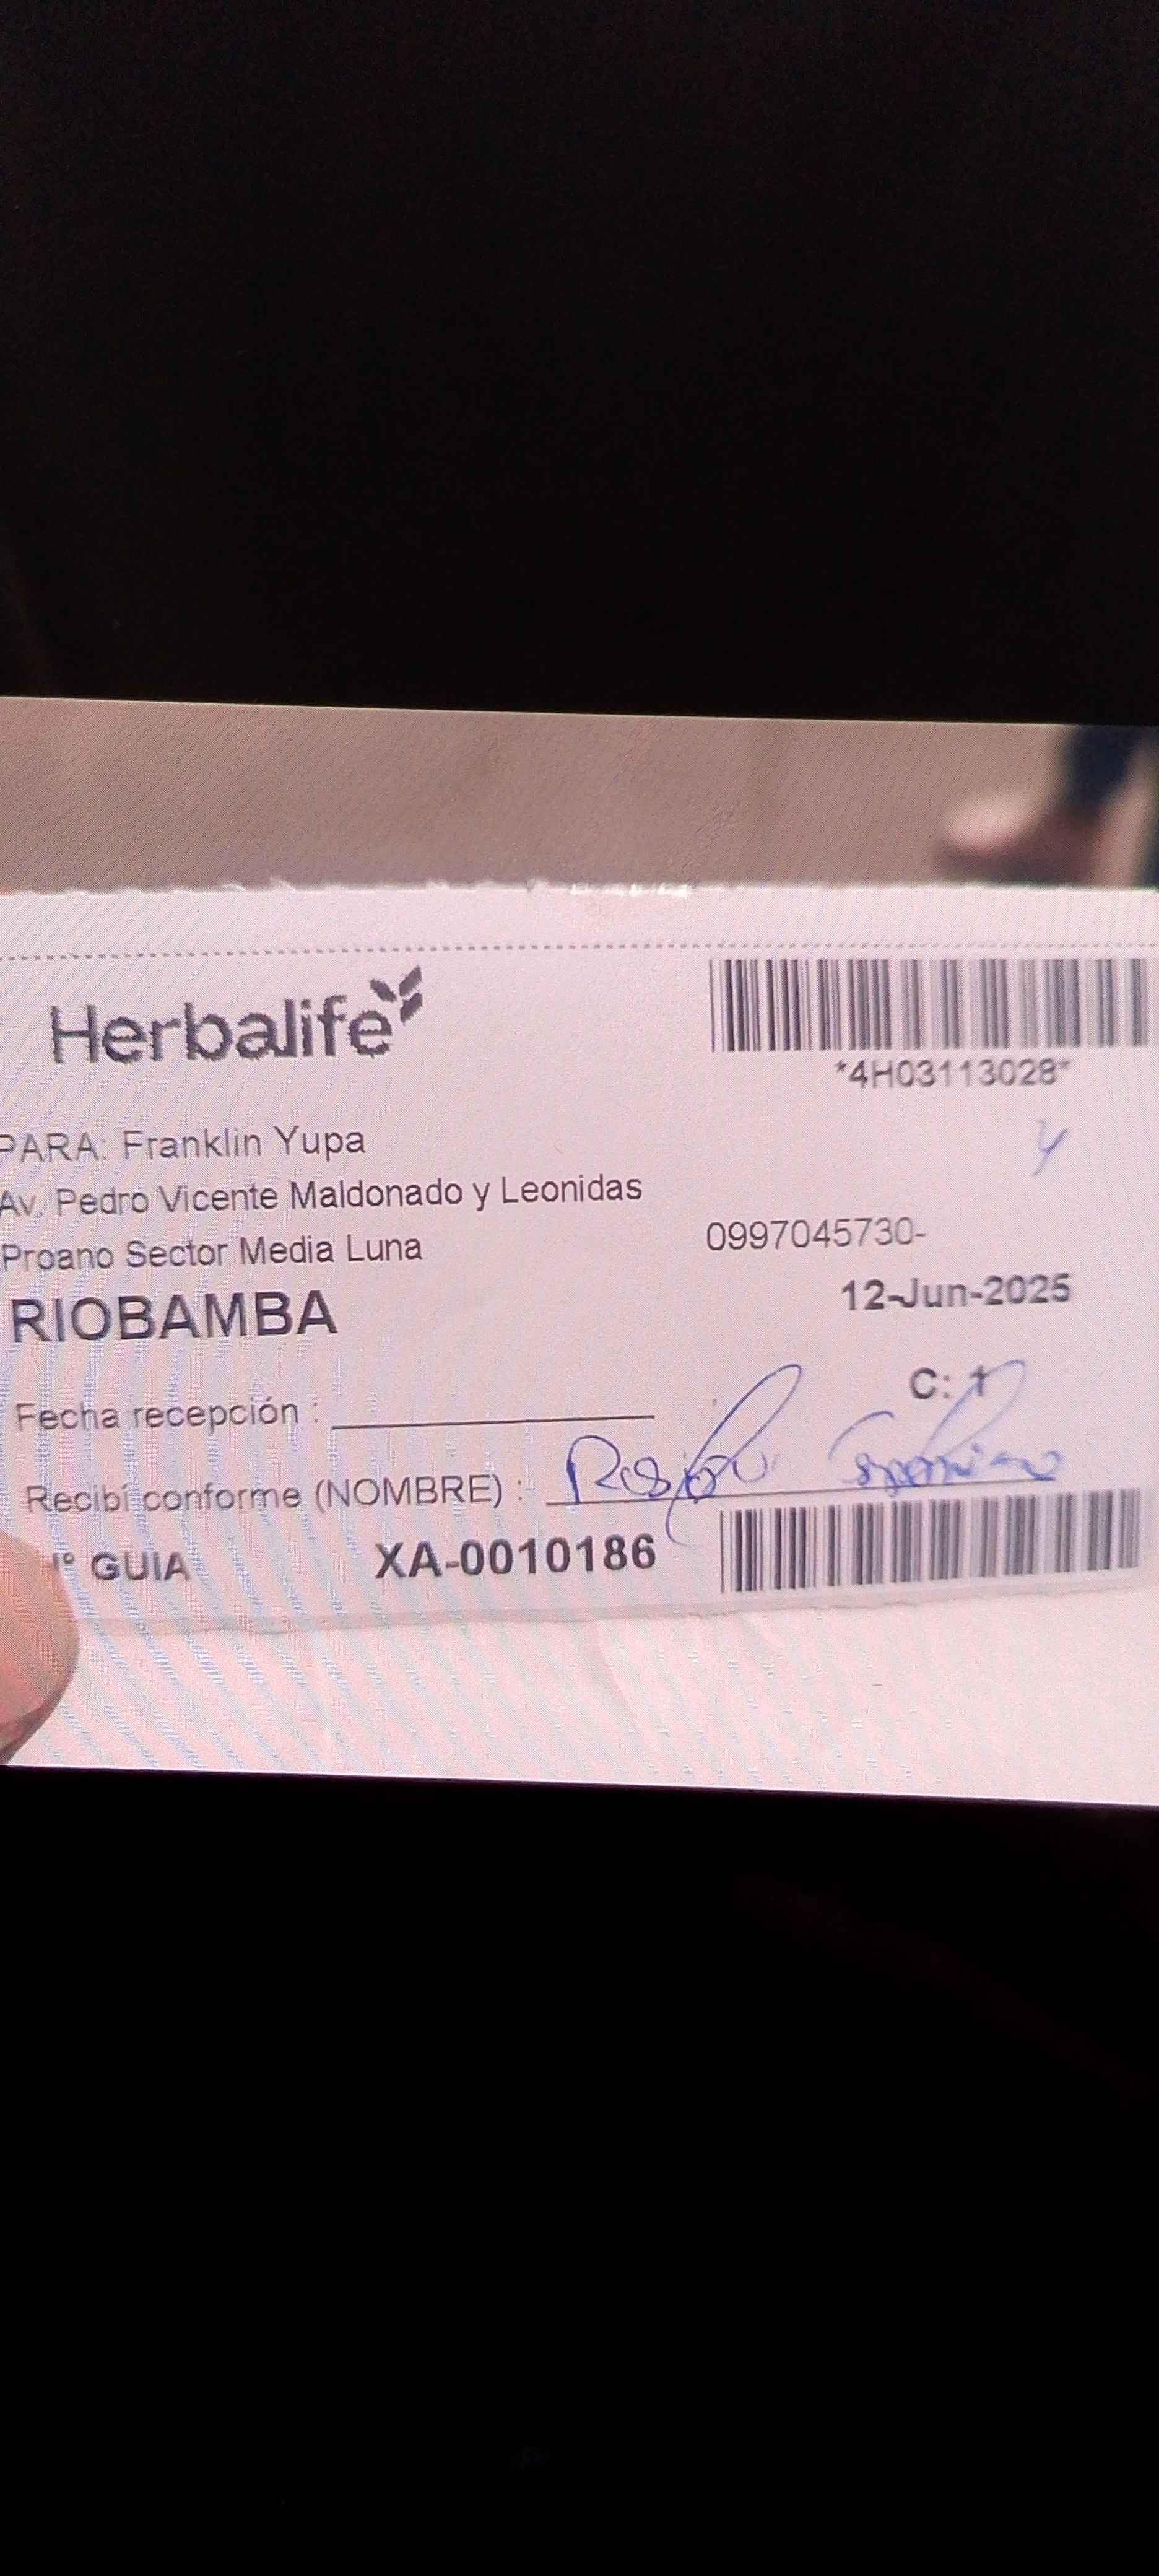 Herbalife
*4H03113028*
PARA: Franklin Yupa
Av. Pedro Vicente Maldonado y Leonidas
Proano Sector Media Luna
0997045730-
RIOBAMBA
12-Jun-2025
C: 1
Fecha recepción :
Recibí conforme (NOMBRE) :
° GUIA XA-0010186